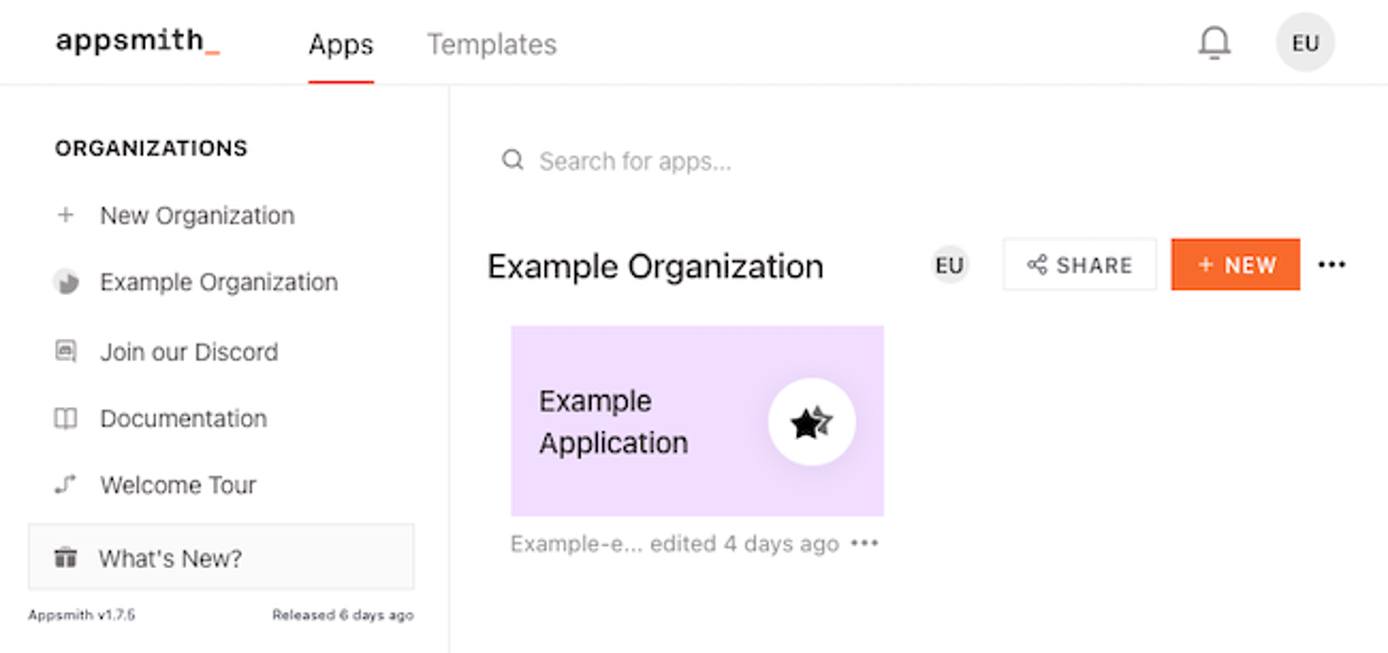 appsmith_
Apps
Templates
EU
ORGANIZATIONS
New Organization
Example Organization
Join our Discord
Documentation
Welcome Tour
What's New?
Appsmith v1.7.5
Released 6 days ago
Search for apps...
Example Organization
EU
SHARE
+ NEW
Example
Application
Example-e... edited 4 days ago